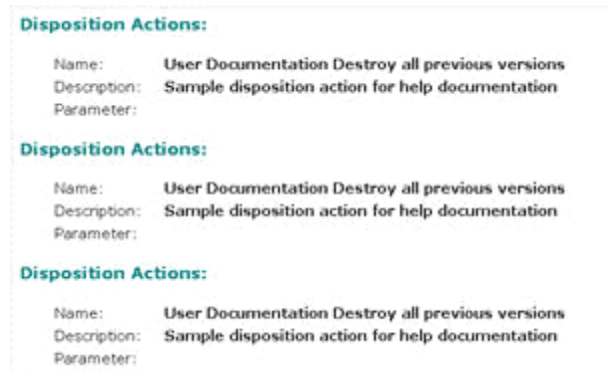 Disposition Actions:
Name: User Documentation Destroy all previous versions
Description: Sample disposition action for help documentation
Parameter:
Disposition Actions:
Name: User Documentation Destroy all previous versions
Description: Sample disposition action for help documentation
Parameter:
Disposition Actions:
Name: User Documentation Destroy all previous versions
Description: Sample disposition action for help documentation
Parameter: